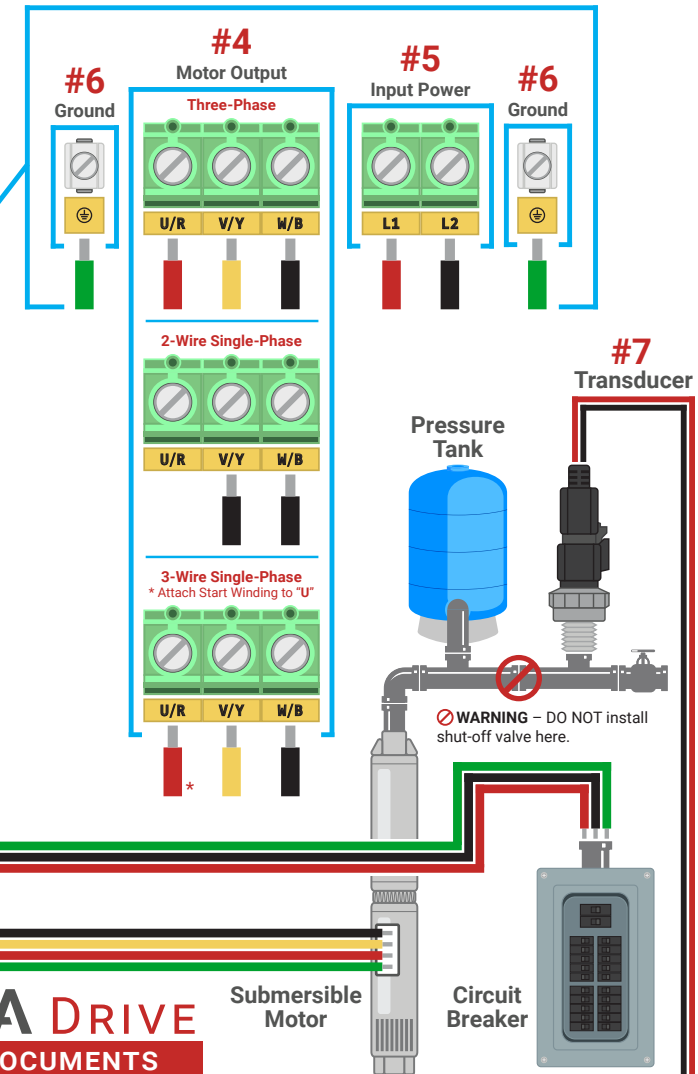 #4
Motor Output
#5
Input Power
#6
Ground
#6
Ground
Three-Phase
U/R V/Y W/B
L1 L2
2-Wire Single-Phase
U/R V/Y W/B
3-Wire Single-Phase
* Attach Start Winding to "U"
U/R V/Y W/B
*
#7
Transducer
Pressure
Tank
WARNING – DO NOT install
shut-off valve here.
Submersible
Motor
Circuit
Breaker
A DRIVE
OCUMENTS